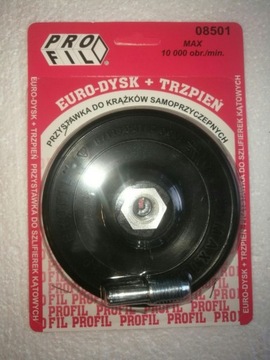 PRO
FIL
08501
MAX
10 000 obr./min.
EURO-DYSK + TRZPIEŃ
PRZYSTAWKA DO KRĄŻKÓW SAMOPRZYCZEPNYCH
EURO-DYSK + TRZPIEŃ PRZYSTAWKA DO SZLIFIEREK KĄTOWYCH
EURO-DYSK + TRZPIEŃ PRZYSTAWKA DO SZLIFIEREK KĄTOWYCH
PROFIL
PROFIL
PROFIL